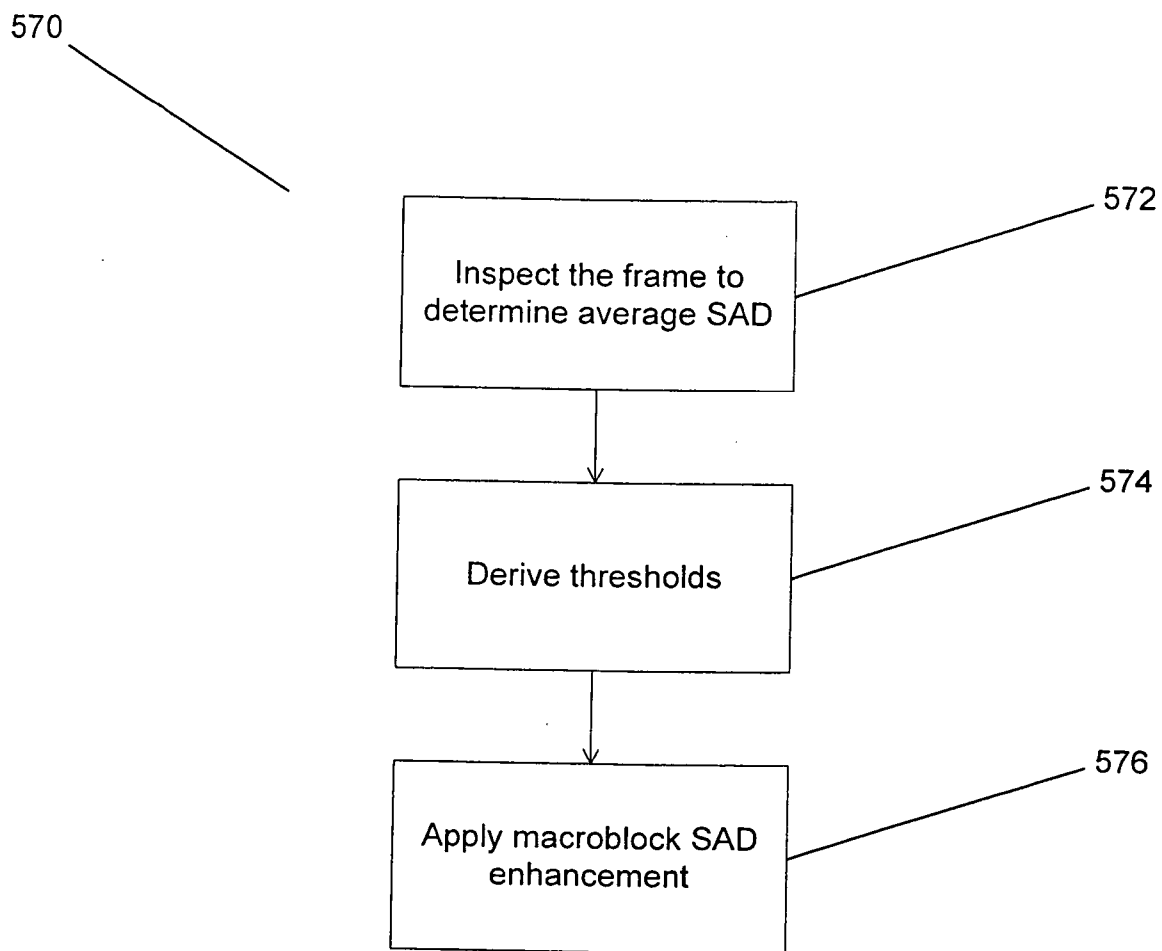 570
572
Inspect the frame to
determine average SAD
574
Derive thresholds
576
Apply macroblock SAD
enhancement